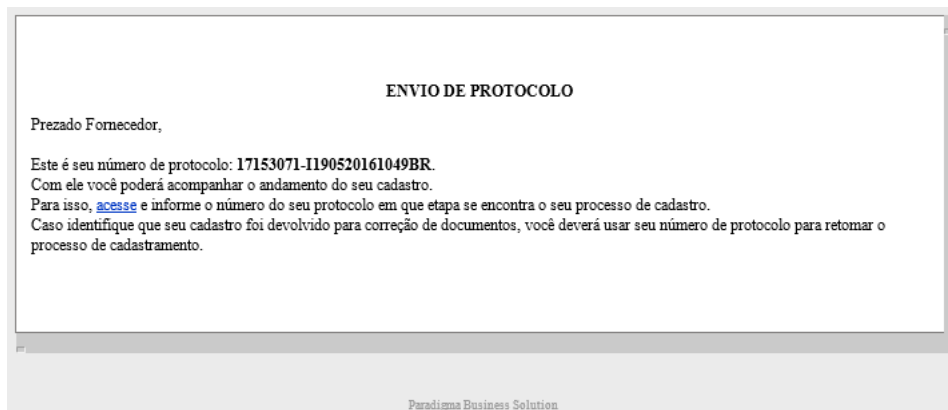 ENVIO DE PROTOCOLO
Prezado Fornecedor,
Este é seu número de protocolo: 17153071-I190520161049BR.
Com ele você poderá acompanhar o andamento do seu cadastro.
Para isso, acesse e informe o número do seu protocolo em que etapa se encontra o seu processo de cadastro.
Caso identifique que seu cadastro foi devolvido para correção de documentos, você deverá usar seu número de protocolo para retomar o
processo de cadastramento.
Paradigma Business Solution